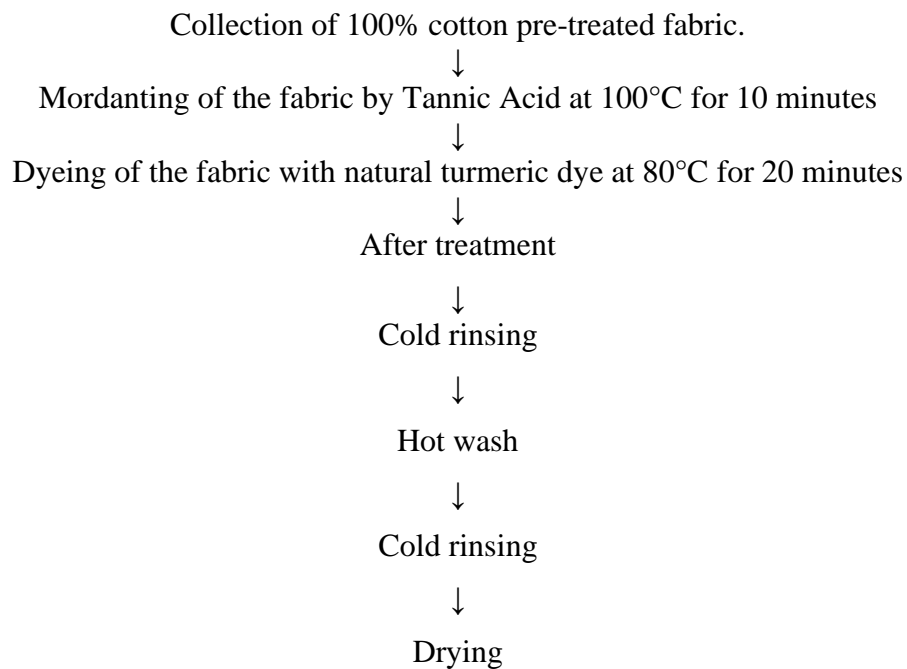 Collection of 100% cotton pre-treated fabric.
↓
Mordanting of the fabric by Tannic Acid at 100°C for 10 minutes
↓
Dyeing of the fabric with natural turmeric dye at 80°C for 20 minutes
↓
After treatment
↓
Cold rinsing
↓
Hot wash
↓
Cold rinsing
↓
Drying